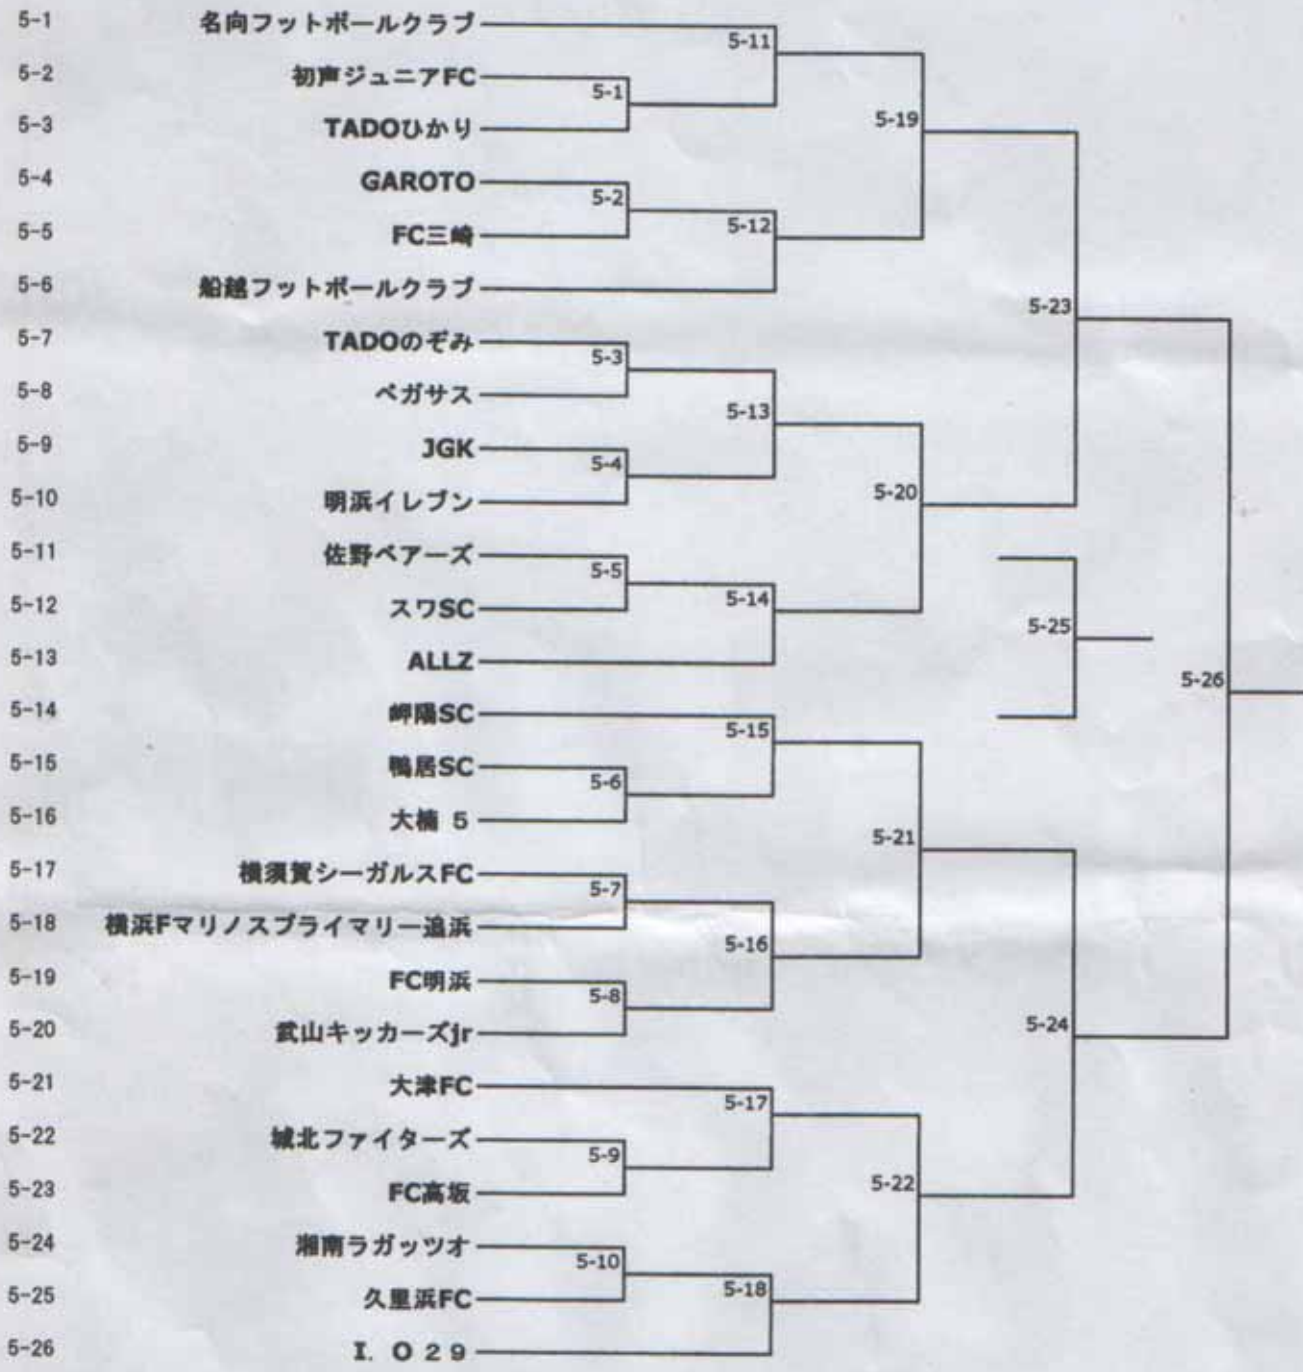 5-1 名向フットボールクラブ
5-11
5-2 初声ジュニアFC
5-1
5-19
5-3 TADOひかり
5-4 GAROTO
5-2
5-12
5-5 FC三崎
5-6 船越フットボールクラブ
5-23
5-7 TADOのぞみ
5-3
5-8 ペガサス
5-13
5-9 JGK
5-4
5-20
5-10 明浜イレブン
5-11 佐野ベアーズ
5-5
5-14
5-12 スワSC
5-25
5-13 ALLZ
5-26
5-14 岬陽SC
5-15
5-15 鴨居SC
5-6
5-16 大楠 5
5-21
5-17 横須賀シーガルスFC
5-7
5-18 横浜Fマリノスプライマリー追浜
5-16
5-19 FC明浜
5-8
5-20 武山キッカーズjr
5-24
5-21 大津FC
5-17
5-22 城北ファイターズ
5-9
5-22
5-23 FC高坂
5-24 湘南ラガッツオ
5-10
5-18
5-25 久里浜FC
5-26 I. O 2 9